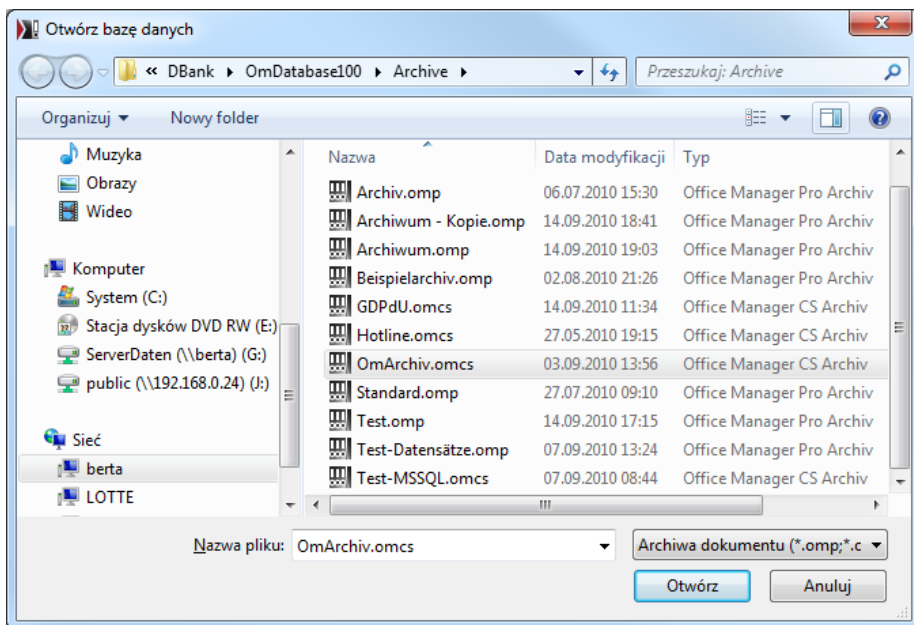 Otwórz bazę danych
« DBank OmDatabase100 Archive
Przeszukaj: Archive
Organizuj Nowy folder
Muzyka
Obrazy
Wideo
Komputer
System (C:)
Stacja dysków DVD RW (E:)
ServerDaten (\\berta) (G:)
public (\\192.168.0.24) (J:)
Sieć
berta
LOTTE
Nazwa Data modyfikacji Typ
Archiv.omp 06.07.2010 15:30 Office Manager Pro Archiv
Archiwum - Kopie.omp 14.09.2010 18:41 Office Manager Pro Archiv
Archiwum.omp 14.09.2010 19:03 Office Manager Pro Archiv
Beispielarchiv.omp 02.08.2010 21:26 Office Manager Pro Archiv
GDPdU.omcs 14.09.2010 11:34 Office Manager CS Archiv
Hotline.omcs 27.05.2010 19:15 Office Manager CS Archiv
OmArchiv.omcs 03.09.2010 13:56 Office Manager CS Archiv
Standard.omp 27.07.2010 09:10 Office Manager Pro Archiv
Test.omp 14.09.2010 17:15 Office Manager Pro Archiv
Test-Datensätze.omp 07.09.2010 13:24 Office Manager Pro Archiv
Test-MSSQL.omcs 07.09.2010 08:44 Office Manager CS Archiv
Nazwa pliku: OmArchiv.omcs
Archiwa dokumentu (*.omp;*.c
Otwórz Anuluj